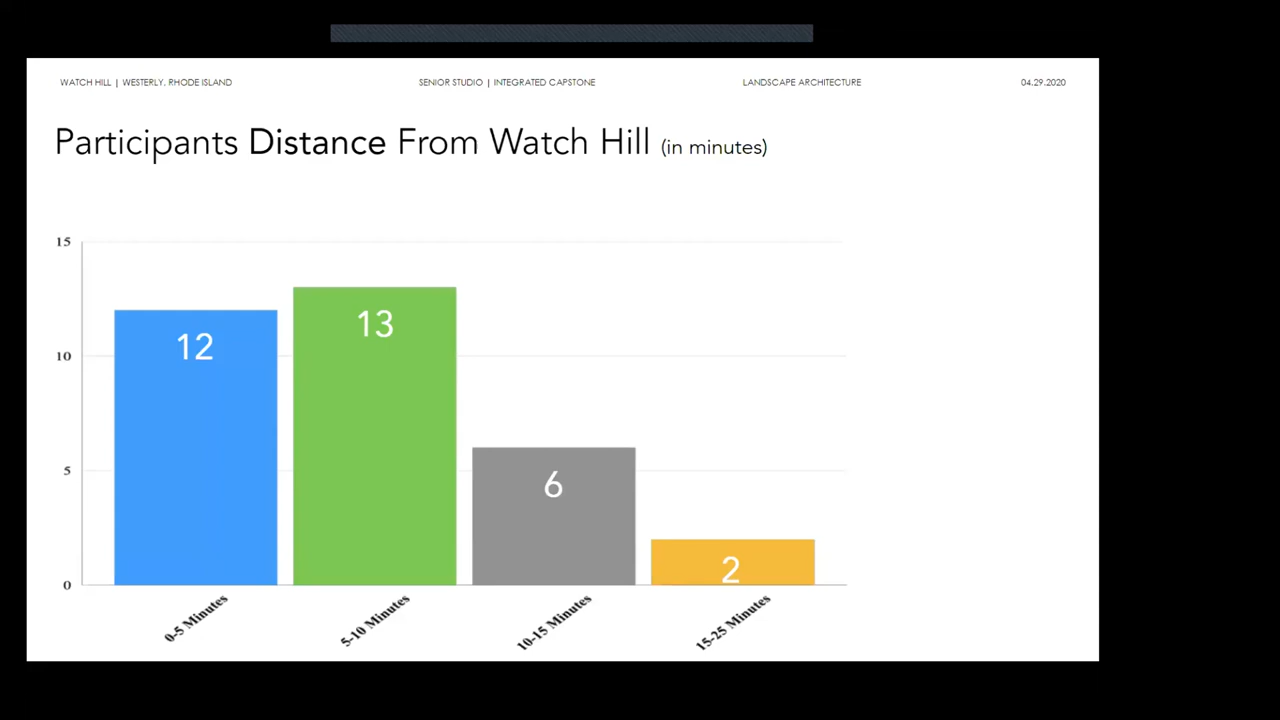 WATCH HILL | WESTERLY, RHODE ISLAND
SENIOR STUDIO | INTEGRATED CAPSTONE
LANDSCAPE ARCHITECTURE
04.29.2020
Participants Distance From Watch Hill (in minutes)
15
10
5
0
12
13
6
2
0-5 Minutes
5-10 Minutes
10-15 Minutes
15-25 Minutes